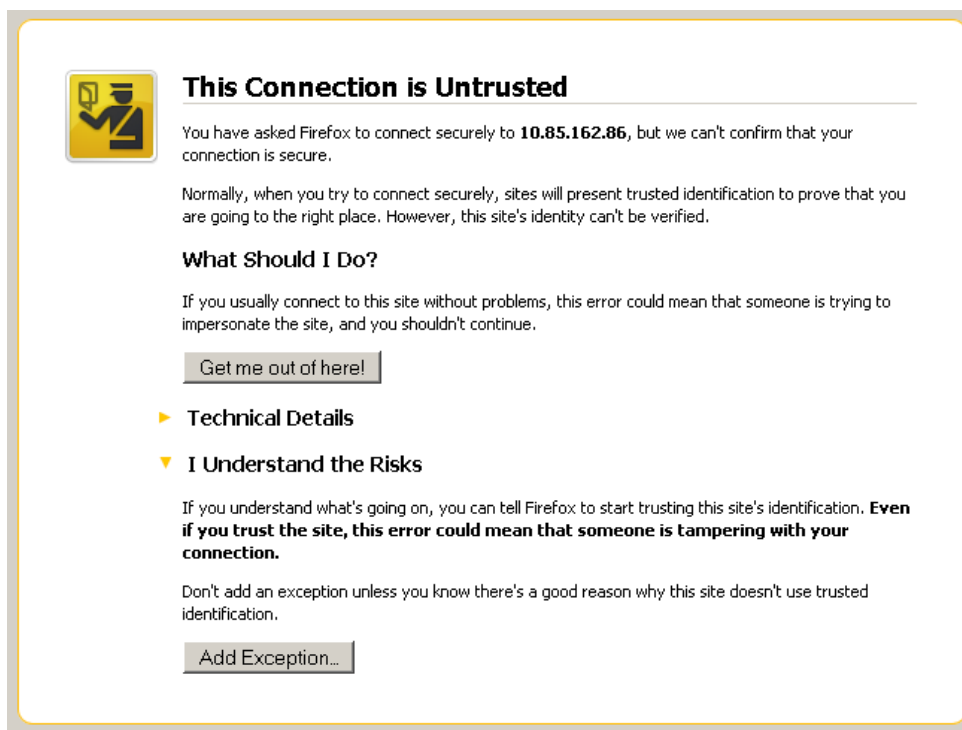 This Connection is Untrusted
You have asked Firefox to connect securely to 10.85.162.86, but we can't confirm that your
connection is secure.
Normally, when you try to connect securely, sites will present trusted identification to prove that you
are going to the right place. However, this site's identity can't be verified.
What Should I Do?
If you usually connect to this site without problems, this error could mean that someone is trying to
impersonate the site, and you shouldn't continue.
Get me out of here!
Technical Details
I Understand the Risks
If you understand what's going on, you can tell Firefox to start trusting this site's identification. Even
if you trust the site, this error could mean that someone is tampering with your
connection.
Don't add an exception unless you know there's a good reason why this site doesn't use trusted
identification.
Add Exception...